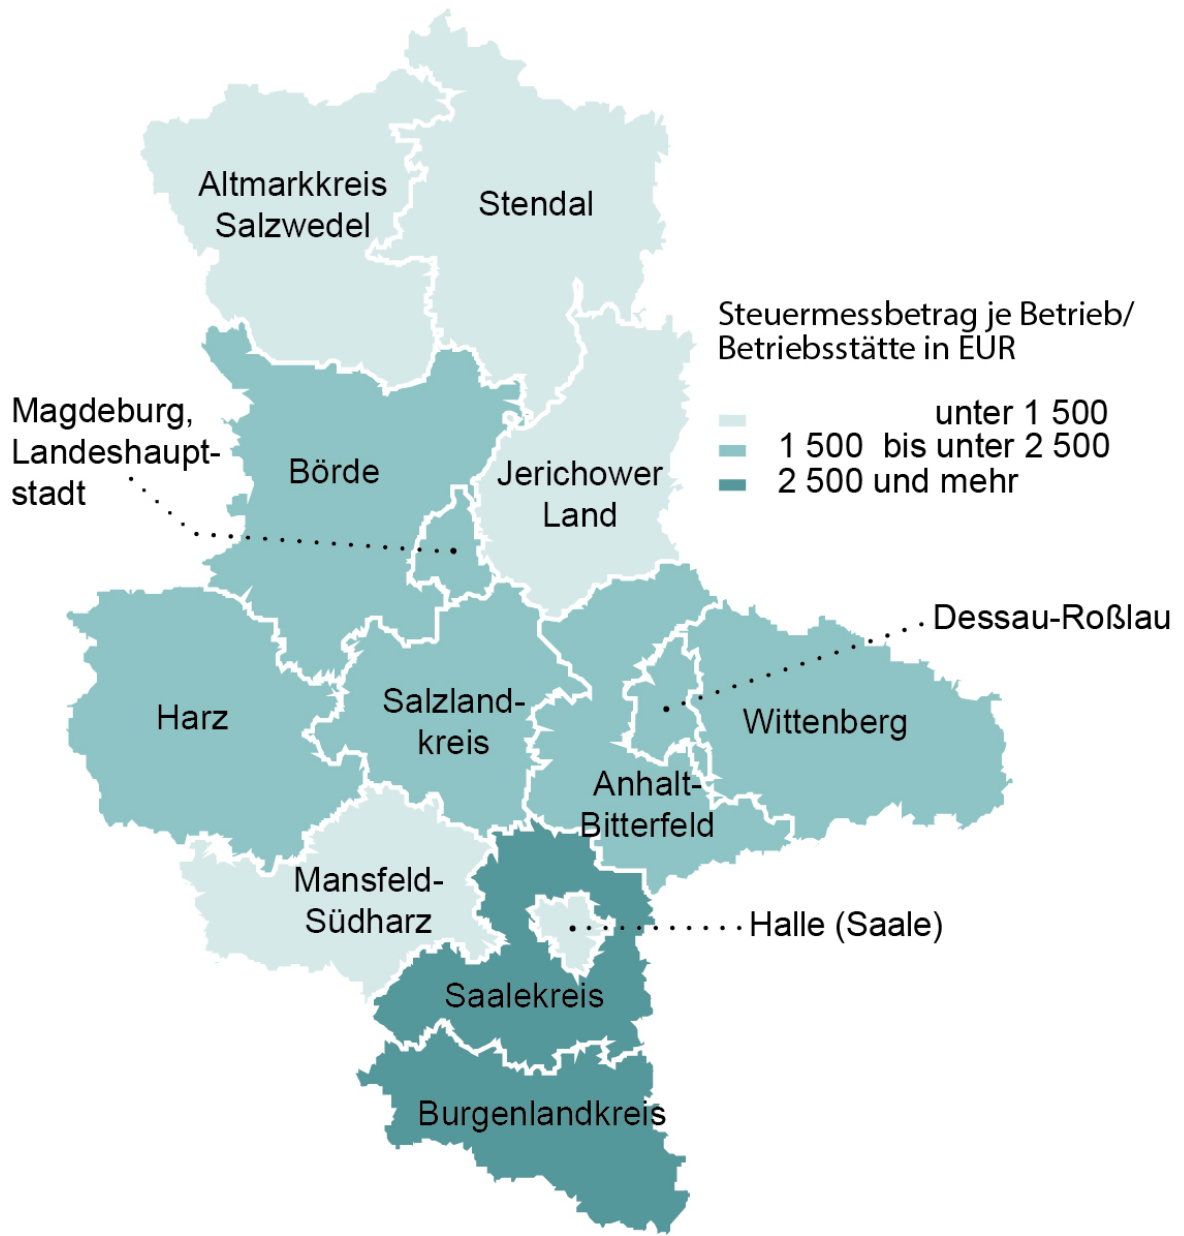 Altmarkkreis
Salzwedel
Stendal
Steuermessbetrag je Betrieb/
Betriebsstätte in EUR
unter 1 500
1 500 bis unter 2 500
2 500 und mehr
Magdeburg,
Landeshaupt-
stadt
Börde
Jerichower
Land
Dessau-Roßlau
Harz
Salzland-
kreis
Wittenberg
Anhalt-
Bitterfeld
Mansfeld-
Südharz
Halle (Saale)
Saalekreis
Burgenlandkreis